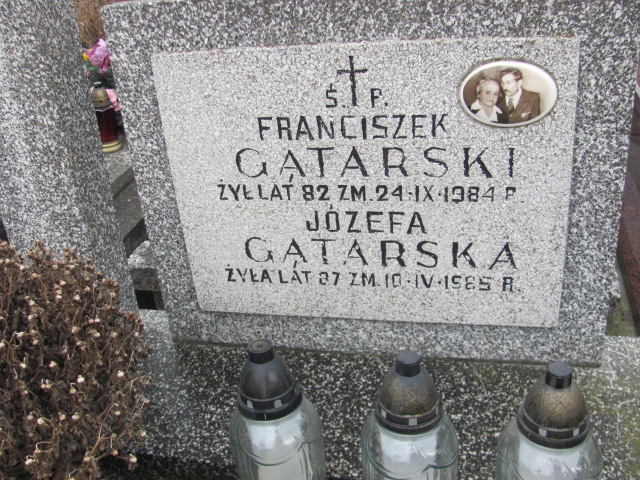 Ś. P.
FRANCISZEK
GĄTARSKI
ŻYŁ LAT 82 ZM. 24·IX·1984 R.
JÓZEFA
GĄTARSKA
ŻYŁA LAT 87 ZM. 10·IV·1985 R.